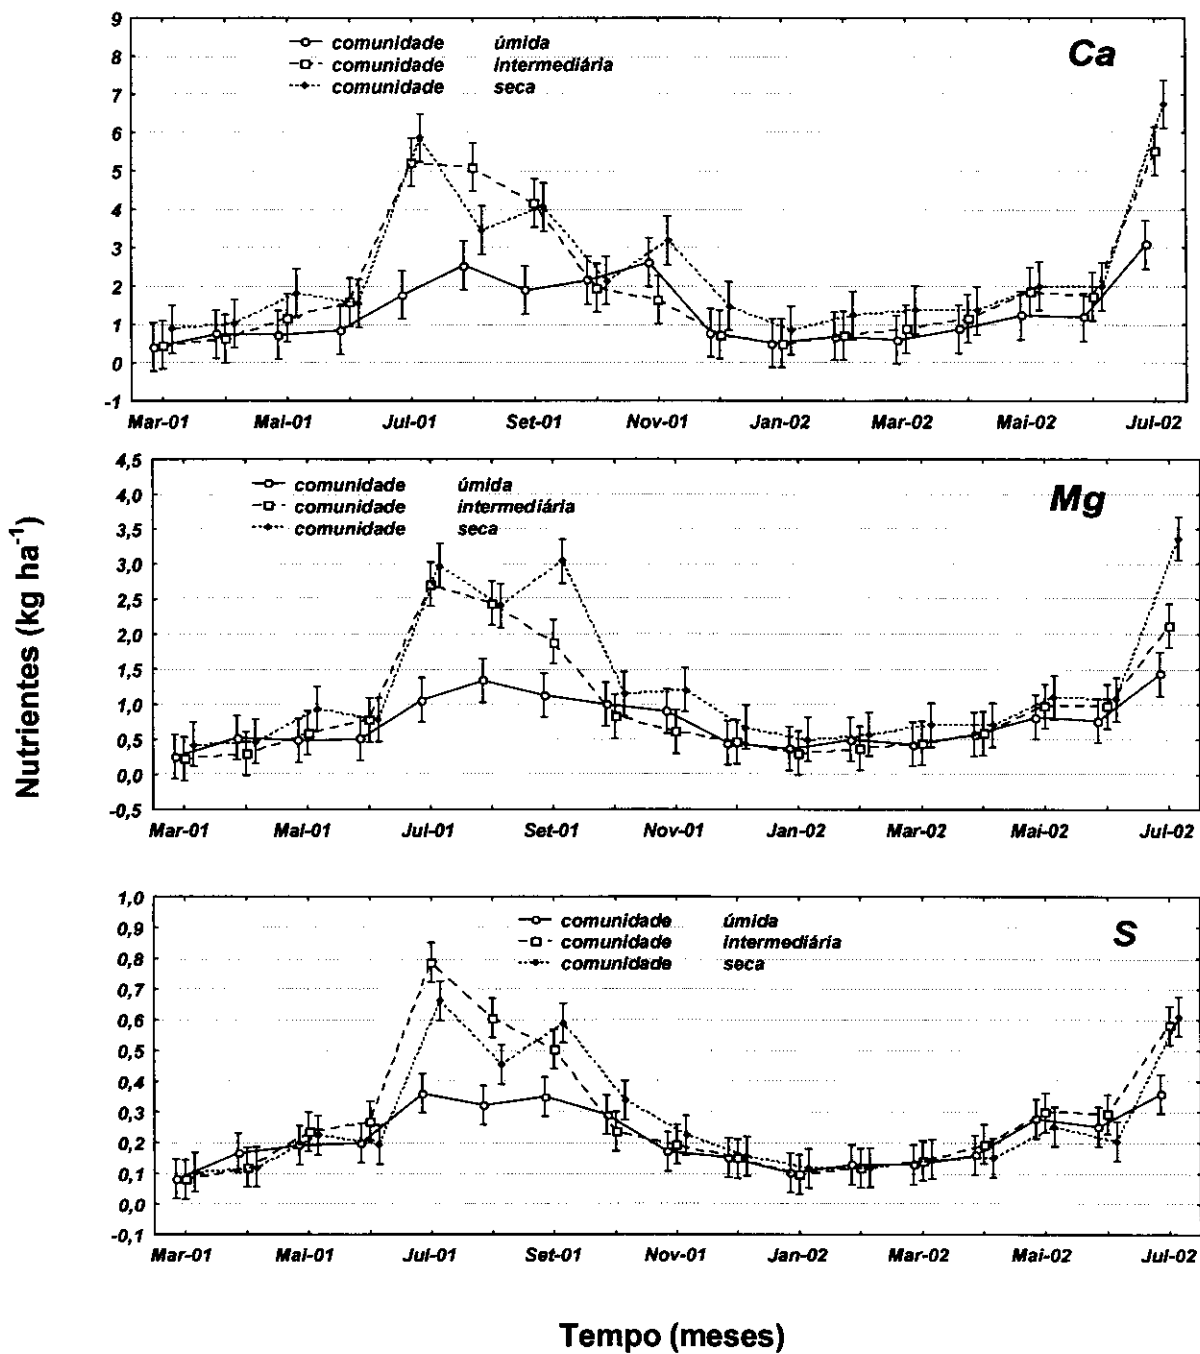 9
8
7
6
5
4
3
2
1
0
-1
comunidade úmida
comunidade intermediária
comunidade seca
Ca
Mar-01 Mai-01 Jul-01 Set-01 Nov-01 Jan-02 Mar-02 Mai-02 Jul-02
Nutrientes (kg ha-1)
4,5
4,0
3,5
3,0
2,5
2,0
1,5
1,0
0,5
0,0
-0,5
comunidade úmida
comunidade intermediária
comunidade seca
Mg
Mar-01 Mai-01 Jul-01 Set-01 Nov-01 Jan-02 Mar-02 Mai-02 Jul-02
1,0
0,9
0,8
0,7
0,6
0,5
0,4
0,3
0,2
0,1
0,0
-0,1
comunidade úmida
comunidade intermediária
comunidade seca
S
Mar-01 Mai-01 Jul-01 Set-01 Nov-01 Jan-02 Mar-02 Mai-02 Jul-02
Tempo (meses)